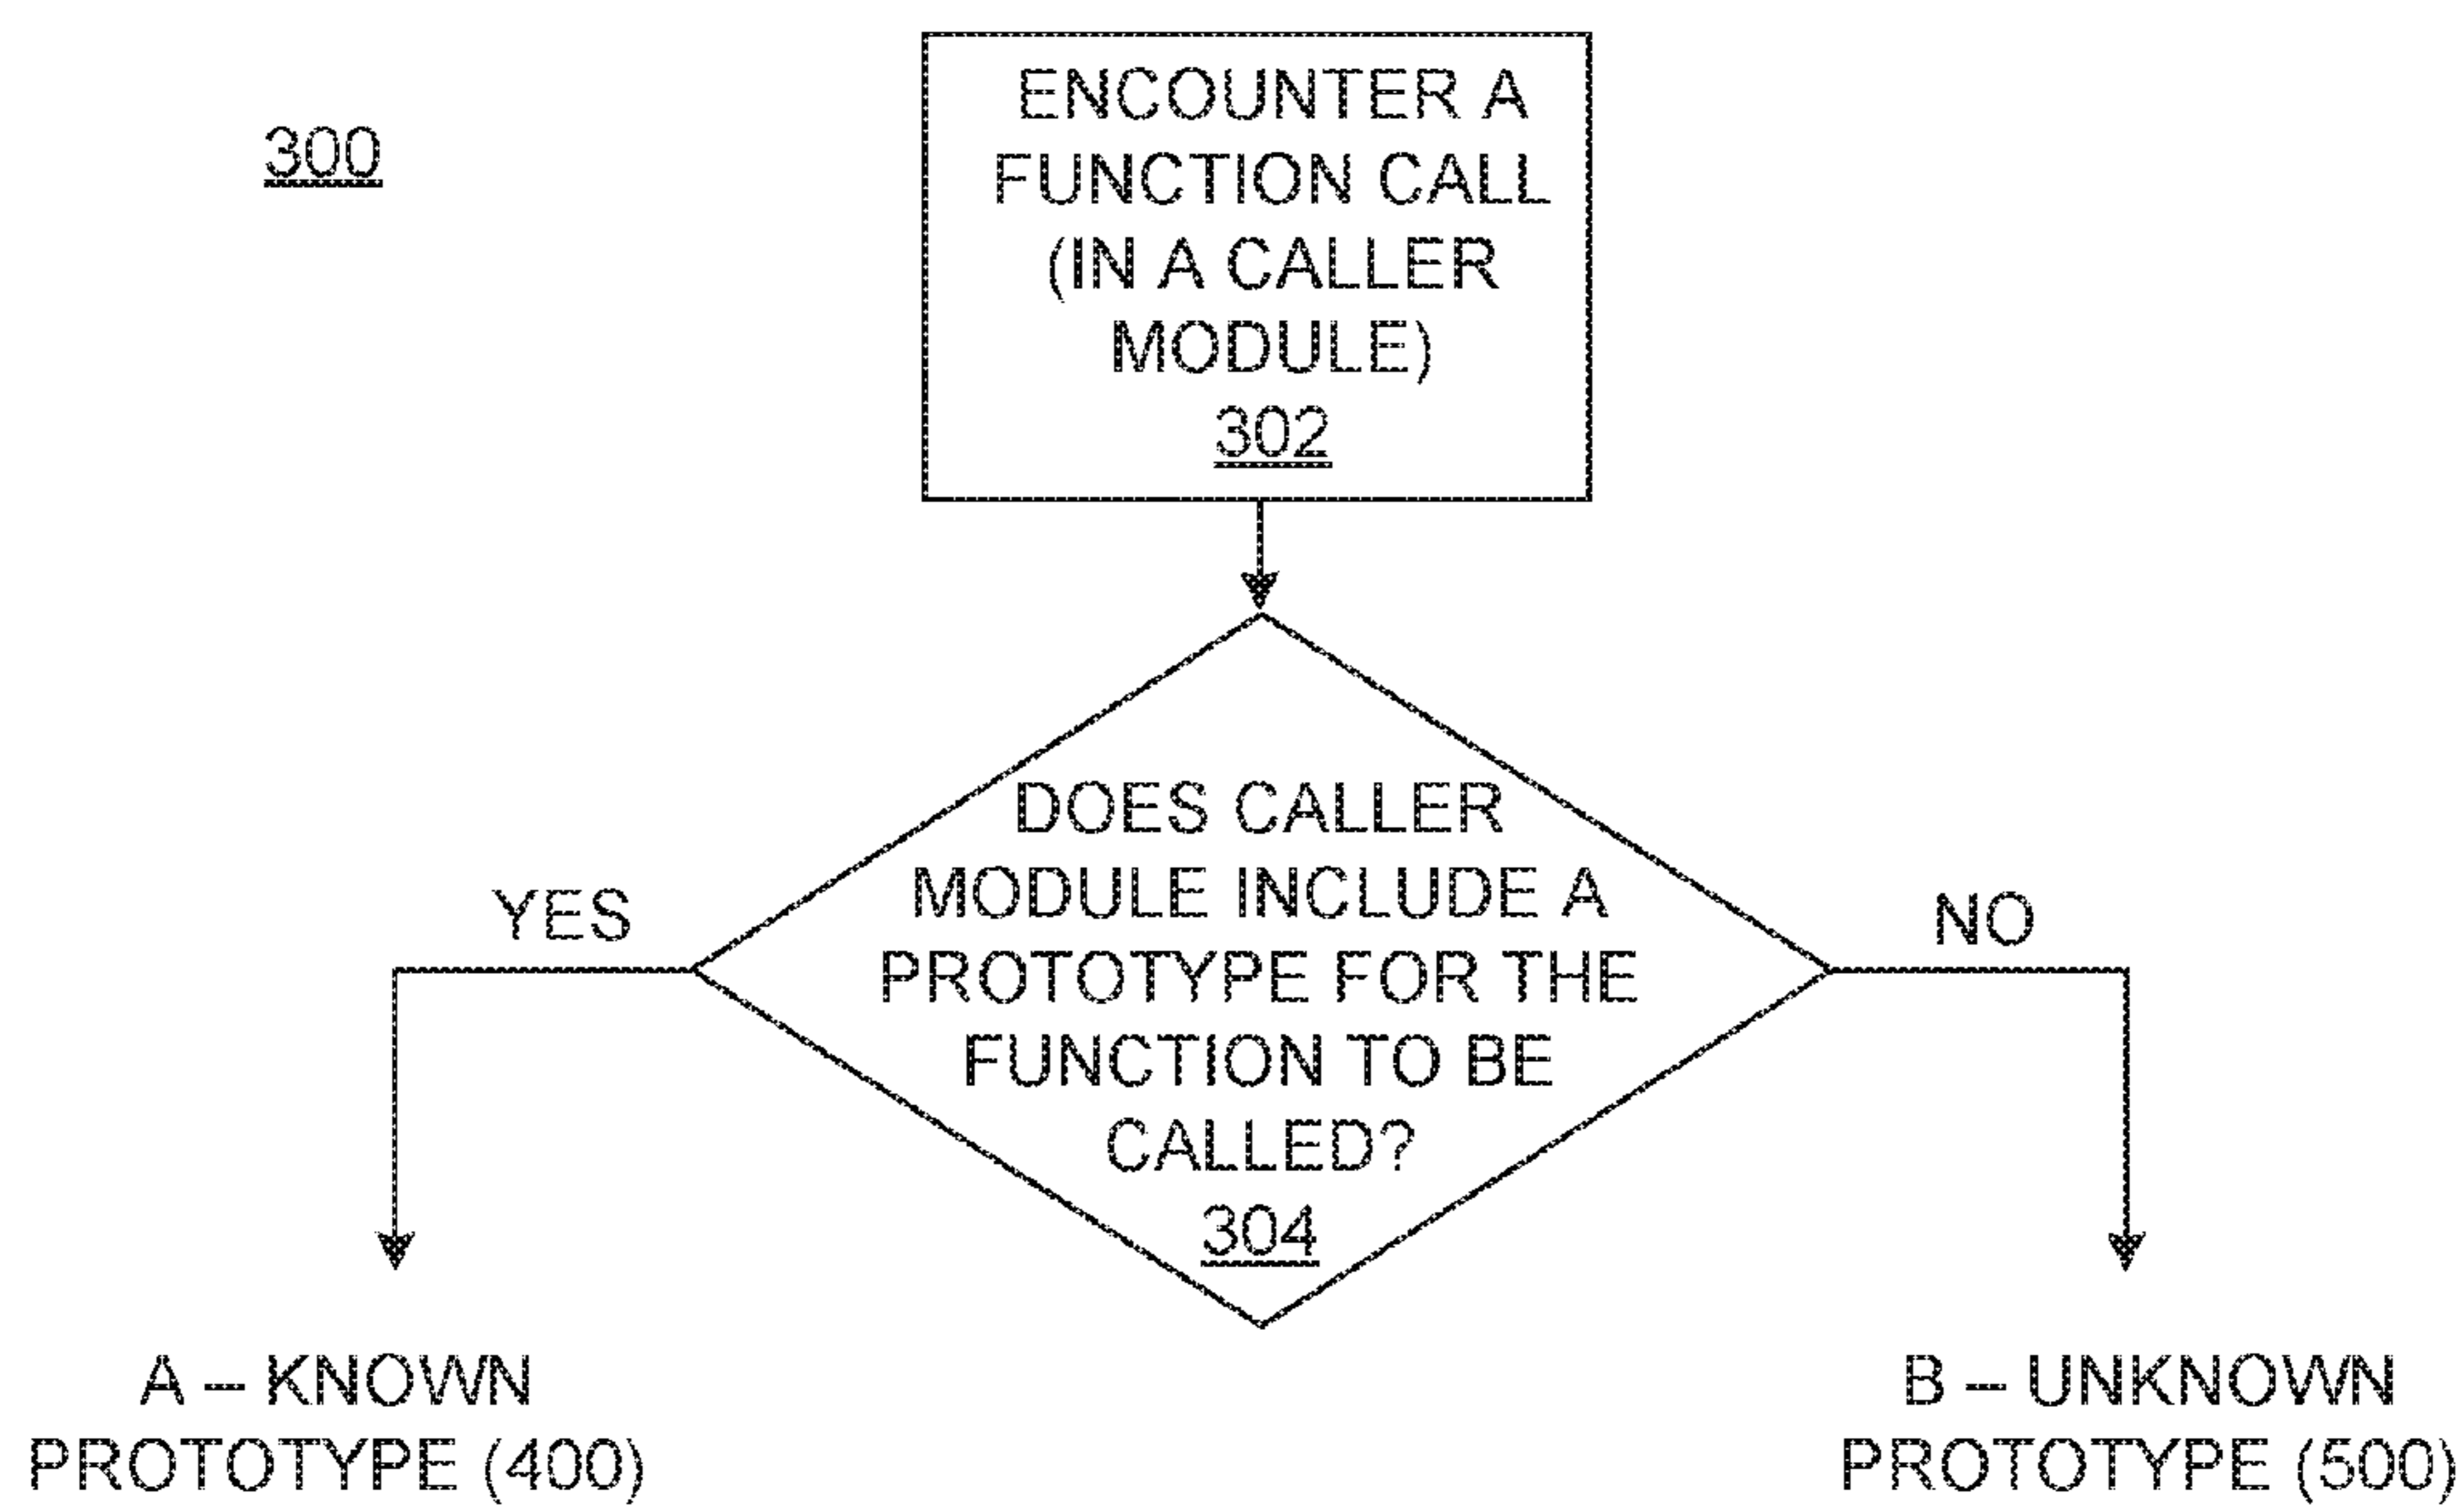 300
ENCOUNTER A
FUNCTION CALL
(IN A CALLER
MODULE)
302
DOES CALLER
MODULE INCLUDE A
PROTOTYPE FOR THE
FUNCTION TO BE
CALLED?
304
YES
NO
A – KNOWN
PROTOTYPE (400)
B – UNKNOWN
PROTOTYPE (500)